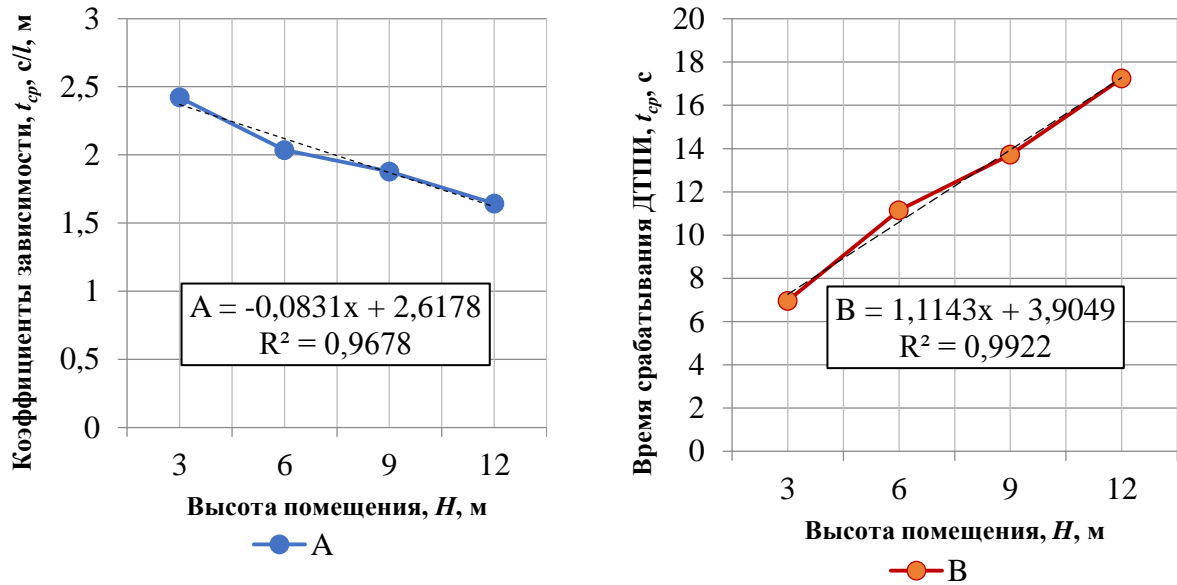 Коэффициенты зависимости, tср, с/l, м
3
2,5
2
1,5
1
0,5
0
A = -0,0831x + 2,6178
R² = 0,9678
3 6 9 12
Высота помещения, H, м
A
Время срабатывания ДТПИ, tср, с
20
18
16
14
12
10
8
6
4
2
0
B = 1,1143x + 3,9049
R² = 0,9922
3 6 9 12
Высота помещения, H, м
B